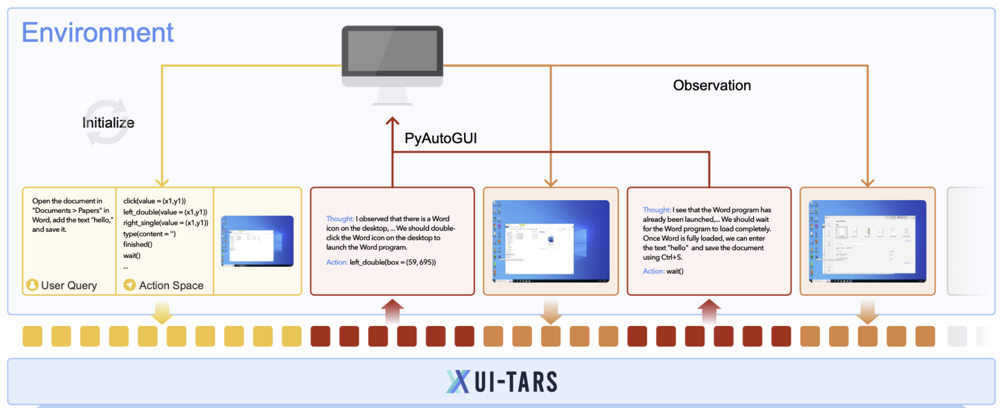 Environment
Observation
Initialize
PyAutoGUI
Open the document in
"Documents > Papers" in
Word, add the text "hello,"
and save it.
User Query
click(value = (x1,y1))
left_double(value = (x1,y1))
right_single(value = (x1,y1))
type(content = '')
finished()
wait()
...
Action Space
Thought: I observed that there is a Word
icon on the desktop, ... We should double-
click the Word icon on the desktop to
launch the Word program.
Action: left_double(box = (59, 695))
Thought: I see that the Word program has
already been launched,... We should wait
for the Word program to load completely.
Once Word is fully loaded, we can enter
the text "hello" and save the document
using Ctrl+S.
Action: wait()
UI-TARS